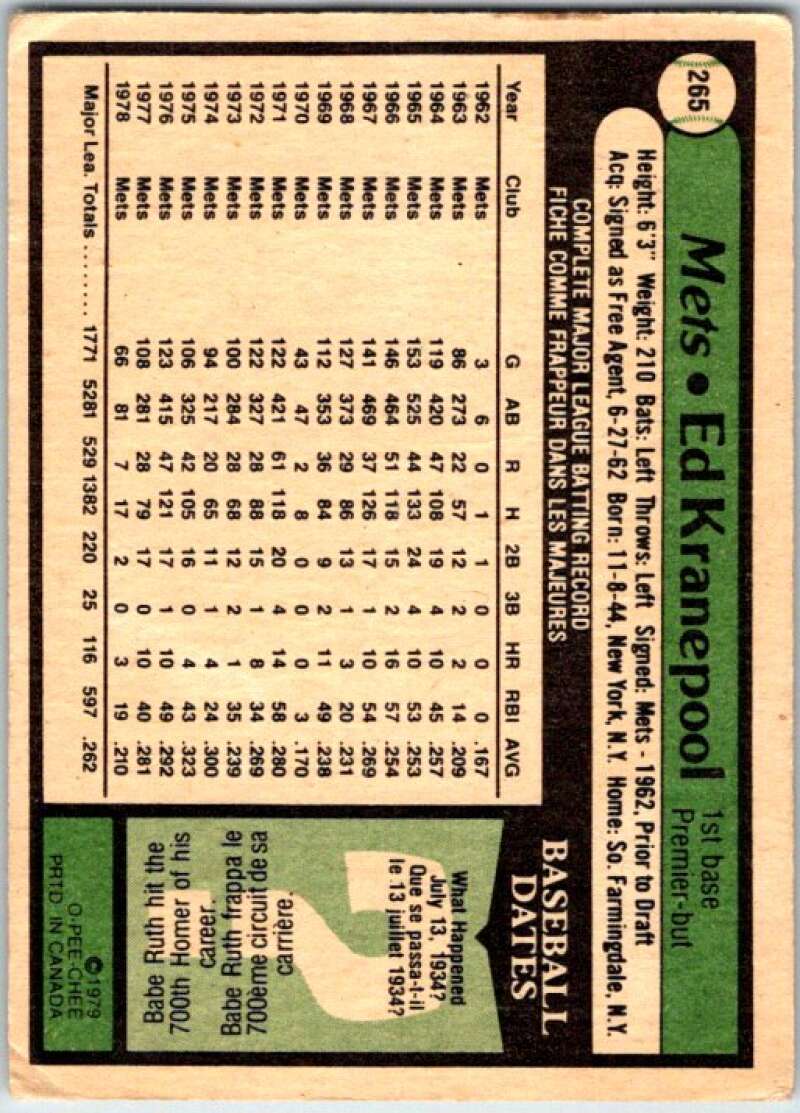 265
Mets • Ed Kranepool
1st base
Premier-but
Height: 6'3" Weight: 210 Bats: Left Throws: Left Signed: Mets - 1962, Prior to Draft
Acq: Signed as Free Agent, 6-27-62 Born: 11-8-44, New York, N.Y. Home: So. Farmingdale, N.Y.
COMPLETE MAJOR LEAGUE BATTING RECORD
FICHE COMME FRAPPEUR DANS LES MAJEURES
Year Club G AB R H 2B 3B HR RBI AVG
1962 Mets 3 6 0 1 1 0 0 0 .167
1963 Mets 86 273 22 57 12 2 2 14 .209
1964 Mets 119 420 47 108 19 4 10 45 .257
1965 Mets 153 525 44 133 24 4 10 53 .253
1966 Mets 146 464 51 118 15 2 16 57 .254
1967 Mets 141 469 37 126 17 1 10 54 .269
1968 Mets 127 373 29 86 13 1 3 20 .231
1969 Mets 112 353 36 84 9 2 11 49 .238
1970 Mets 43 47 2 8 0 0 0 3 .170
1971 Mets 122 421 61 118 20 4 14 58 .280
1972 Mets 122 327 28 88 15 1 8 34 .269
1973 Mets 100 284 28 68 12 2 1 35 .239
1974 Mets 94 217 20 65 11 1 4 24 .300
1975 Mets 106 325 42 105 16 0 4 43 .323
1976 Mets 123 415 47 121 17 1 10 49 .292
1977 Mets 108 281 28 79 17 0 10 40 .281
1978 Mets 66 81 7 17 2 0 3 19 .210
Major Lea. Totals ........ 1771 5281 529 1382 220 25 116 597 .262
BASEBALL
DATES
What Happened
July 13, 1934?
Que se passa-t-il
le 13 juillet 1934?
Babe Ruth hit the
700th Homer of his
career.
Babe Ruth frappa le
700ème circuit de sa
carrière.
©1979
O-PEE-CHEE
PRTD IN CANADA